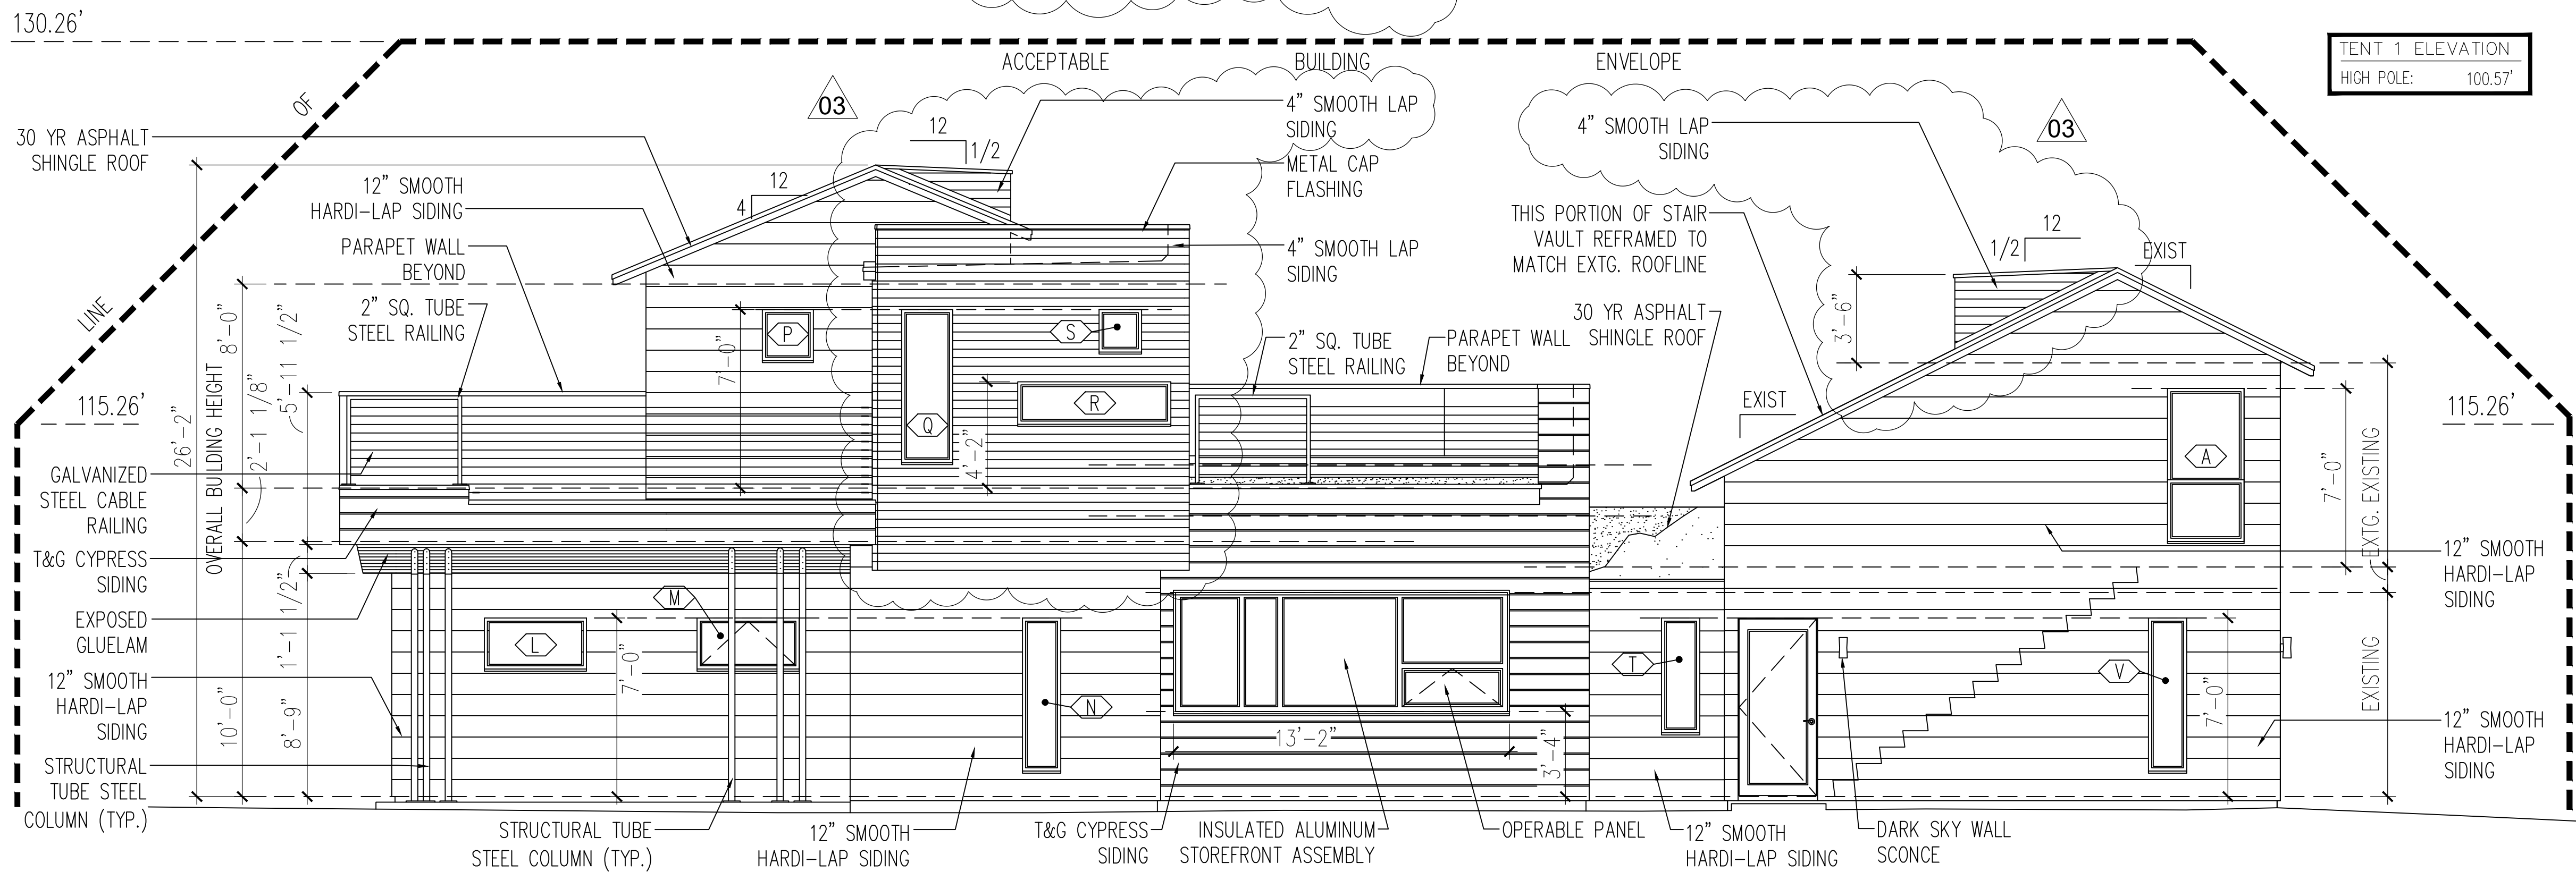 130.26'
ACCEPTABLE BUILDING ENVELOPE
TENT 1 ELEVATION
HIGH POLE: 100.57'
LINE OF
03
03
30 YR ASPHALT
SHINGLE ROOF
12" SMOOTH
HARDI-LAP SIDING
PARAPET WALL
BEYOND
2" SQ. TUBE
STEEL RAILING
12
4
12
1/2
4" SMOOTH LAP
SIDING
METAL CAP
FLASHING
4" SMOOTH LAP
SIDING
4" SMOOTH LAP
SIDING
THIS PORTION OF STAIR
VAULT REFRAMED TO
MATCH EXTG. ROOFLINE
12
1/2
EXIST
EXIST
30 YR ASPHALT
SHINGLE ROOF
2" SQ. TUBE
STEEL RAILING
PARAPET WALL
BEYOND
3'-6"
115.26'
115.26'
26'-2"
OVERALL BUILDING HEIGHT
8'-0"
2'-1 1/8"
5'-11 1/2"
1'-1 1/2"
10'-0"
8'-9"
7'-0"
4'-2"
7'-0"
13'-2"
3'-4"
7'-0"
7'-0"
EXTG. EXISTING
EXISTING
P
S
Q
R
A
M
L
N
T
V
GALVANIZED
STEEL CABLE
RAILING
T&G CYPRESS
SIDING
EXPOSED
GLUELAM
12" SMOOTH
HARDI-LAP
SIDING
STRUCTURAL
TUBE STEEL
COLUMN (TYP.)
12" SMOOTH
HARDI-LAP
SIDING
12" SMOOTH
HARDI-LAP
SIDING
STRUCTURAL TUBE
STEEL COLUMN (TYP.)
12" SMOOTH
HARDI-LAP SIDING
T&G CYPRESS
SIDING
INSULATED ALUMINUM
STOREFRONT ASSEMBLY
OPERABLE PANEL
12" SMOOTH
HARDI-LAP SIDING
DARK SKY WALL
SCONCE